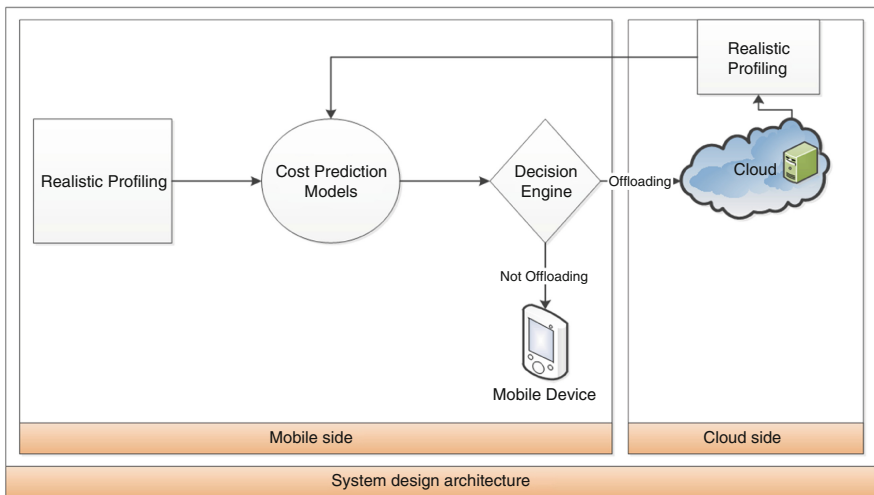 Realistic
Profiling
Realistic Profiling
Cost Prediction
Models
Decision
Engine
Offloading
Cloud
Not Offloading
Mobile Device
Mobile side
Cloud side
System design architecture